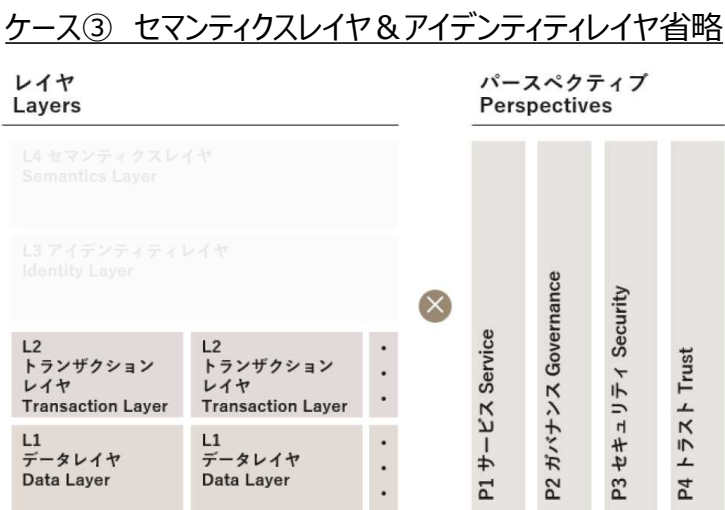 ケース③ セマンティクスレイヤ＆アイデンティティレイヤ省略
レイヤ
Layers
パースペクティブ
Perspectives
L4 セマンティクスレイヤ
Semantics Layer
L3 アイデンティティレイヤ
Identity Layer
L2
トランザクション
レイヤ
Transaction Layer
L2
トランザクション
レイヤ
Transaction Layer
・
・
・
L1
データレイヤ
Data Layer
L1
データレイヤ
Data Layer
・
・
・
P1 サービス Service
P2 ガバナンス Governance
P3 セキュリティ Security
P4 トラスト Trust